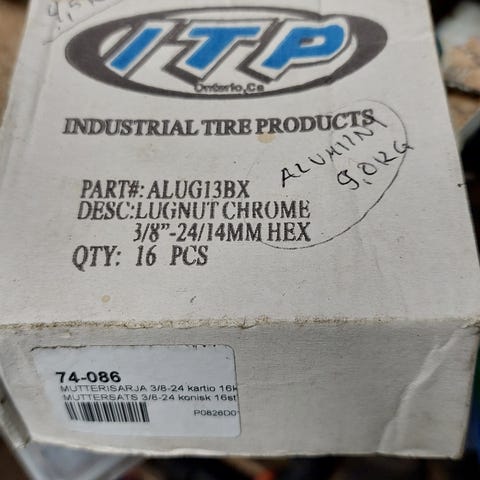 ITP
Ontario, Ca
INDUSTRIAL TIRE PRODUCTS
ALUMIINI
9,0KG
PART#: ALUG13BX
DESC:LUGNUT CHROME
3/8"-24/14MM HEX
QTY: 16 PCS
74-086
MUTTERISARJA 3/8-24 kartio 16k
MUTTERSATS 3/8-24 konisk 16st
P0826D0